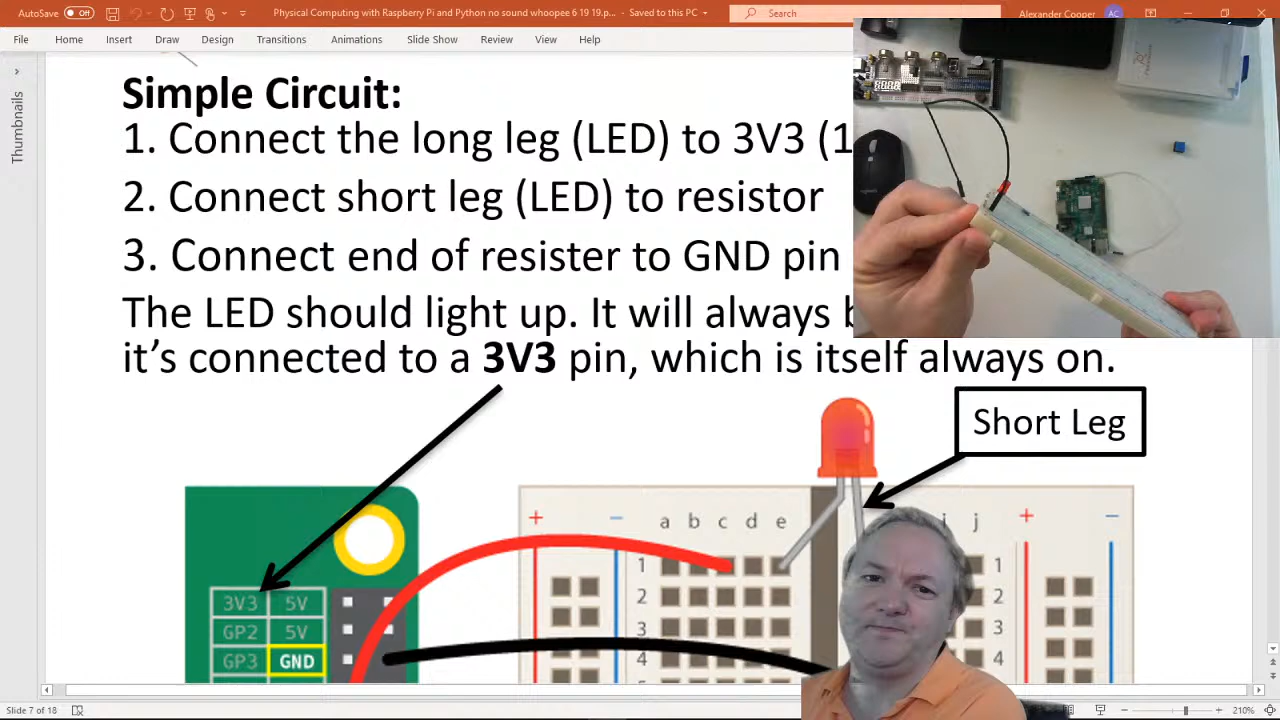 AutoSave Off
Physical Computing with Raspberry Pi and Python no sound whoopee 6 19 19.p... - Saved to this PC
Search
Alexander Cooper AC
File Home Insert Draw Design Transitions Animations Slide Show Review View Help
Thumbnails
Simple Circuit:
1. Connect the long leg (LED) to 3V3 (1
2. Connect short leg (LED) to resistor
3. Connect end of resister to GND pin
The LED should light up. It will always b
it's connected to a 3V3 pin, which is itself always on.
Short Leg
+ − a b c d e j + −
1 1
2 2
3 3
4 4
3V3 5V
GP2 5V
GP3 GND
Slide 7 of 18
210%